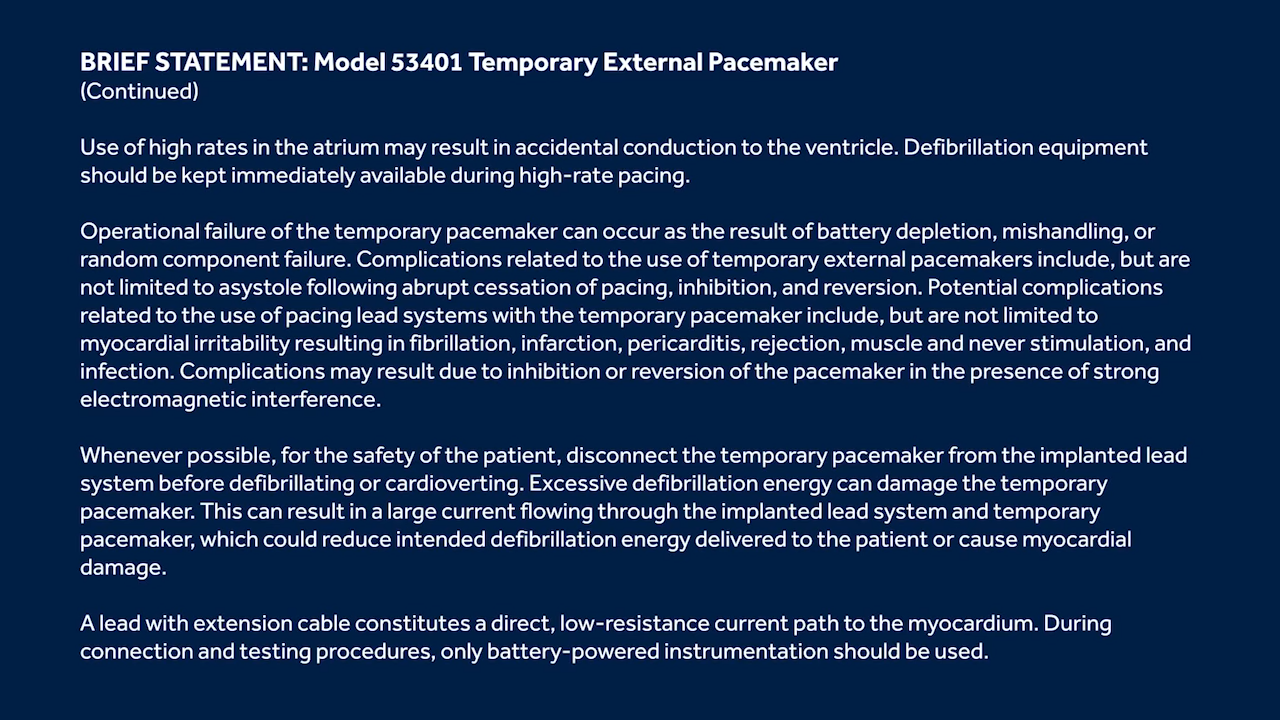 BRIEF STATEMENT: Model 53401 Temporary External Pacemaker
(Continued)
Use of high rates in the atrium may result in accidental conduction to the ventricle. Defibrillation equipment
should be kept immediately available during high-rate pacing.
Operational failure of the temporary pacemaker can occur as the result of battery depletion, mishandling, or
random component failure. Complications related to the use of temporary external pacemakers include, but are
not limited to asystole following abrupt cessation of pacing, inhibition, and reversion. Potential complications
related to the use of pacing lead systems with the temporary pacemaker include, but are not limited to
myocardial irritability resulting in fibrillation, infarction, pericarditis, rejection, muscle and never stimulation, and
infection. Complications may result due to inhibition or reversion of the pacemaker in the presence of strong
electromagnetic interference.
Whenever possible, for the safety of the patient, disconnect the temporary pacemaker from the implanted lead
system before defibrillating or cardioverting. Excessive defibrillation energy can damage the temporary
pacemaker. This can result in a large current flowing through the implanted lead system and temporary
pacemaker, which could reduce intended defibrillation energy delivered to the patient or cause myocardial
damage.
A lead with extension cable constitutes a direct, low-resistance current path to the myocardium. During
connection and testing procedures, only battery-powered instrumentation should be used.